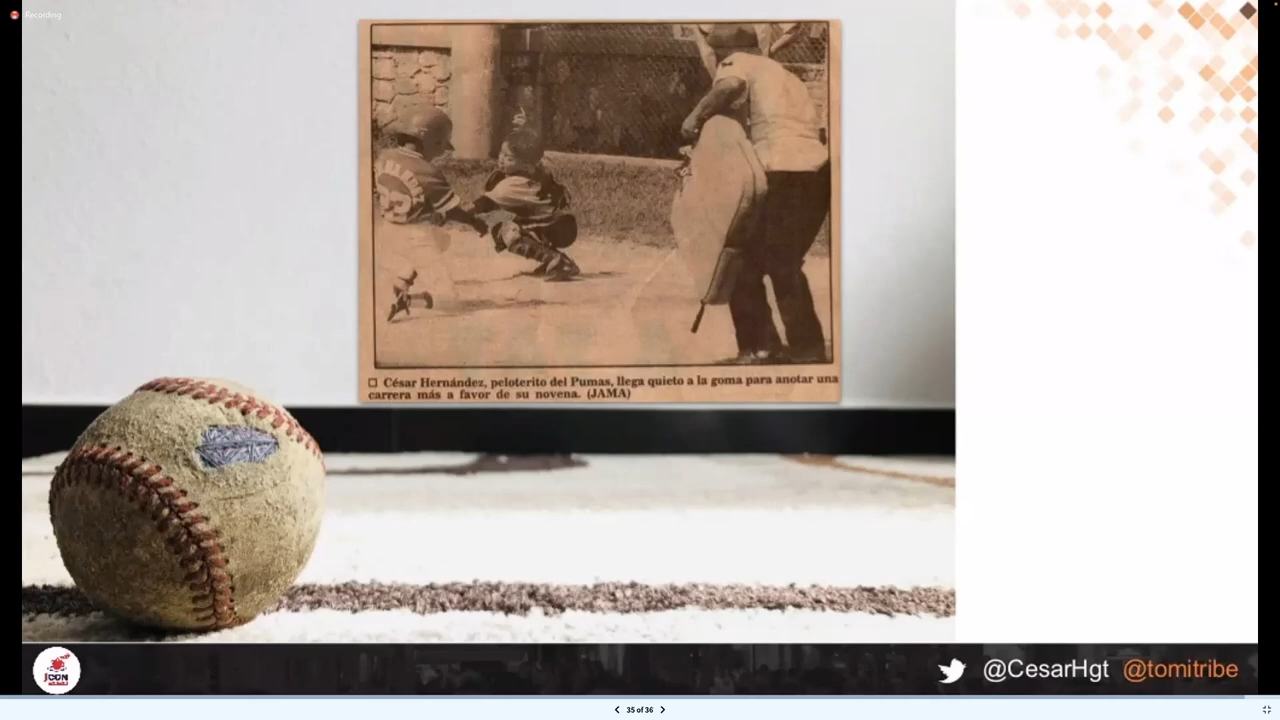 Recording
□ César Hernández, peloterito del Pumas, llega quieto a la goma para anotar una
carrera más a favor de su novena. (JAMA)
JCON
@CesarHgt @tomitribe
35 of 36